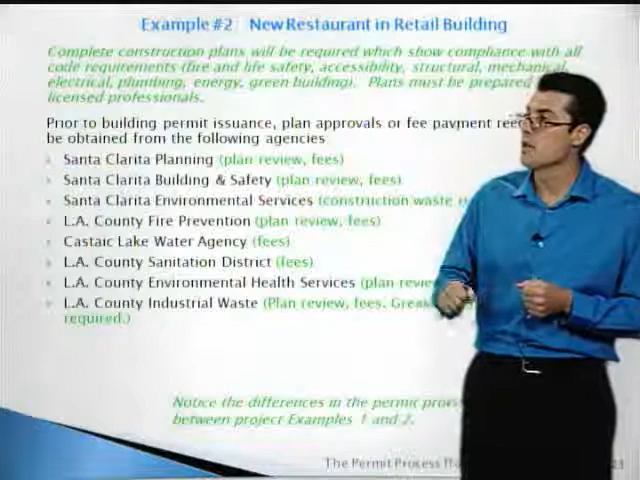 Example #2 New Restaurant in Retail Building
Complete construction plans will be required which show compliance with all
code requirements (fire and life safety, accessibility, structural, mechanical,
electrical, plumbing, energy, green building). Plans must be prepared
licensed professionals.
Prior to building permit issuance, plan approvals or fee payment
be obtained from the following agencies
Santa Clarita Planning (plan review, fees)
Santa Clarita Building & Safety (plan review, fees)
Santa Clarita Environmental Services (construction waste
L.A. County Fire Prevention (plan review, fees)
Castaic Lake Water Agency (fees)
L.A. County Sanitation District (fees)
L.A. County Environmental Health Services (plan
L.A. County Industrial Waste (Plan review, fees.
required.)
Notice the differences in the permit
between project Examples 1 and 2.
The Permit Process
23